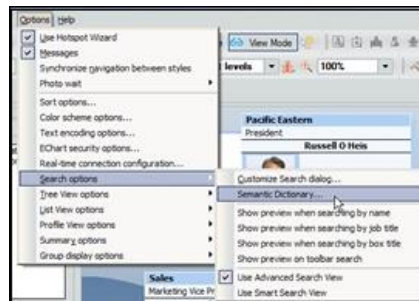 Options Help
Use Hotspot Wizard
Messages
Synchronize navigation between styles
Photo wait
Sort options...
Color scheme options...
Text encoding options...
EChart security options...
Real-time connection configuration...
Search options
Tree View options
List View options
Profile View options
Summary options
Group display options
View Mode
levels
100%
Pacific Eastern
President
Russell O Heis
Customize Search dialog...
Semantic Dictionary...
Show preview when searching by name
Show preview when searching by job title
Show preview when searching by box title
Show preview on toolbar search
Use Advanced Search View
Use Smart Search View
Sales
Marketing Vice Pr